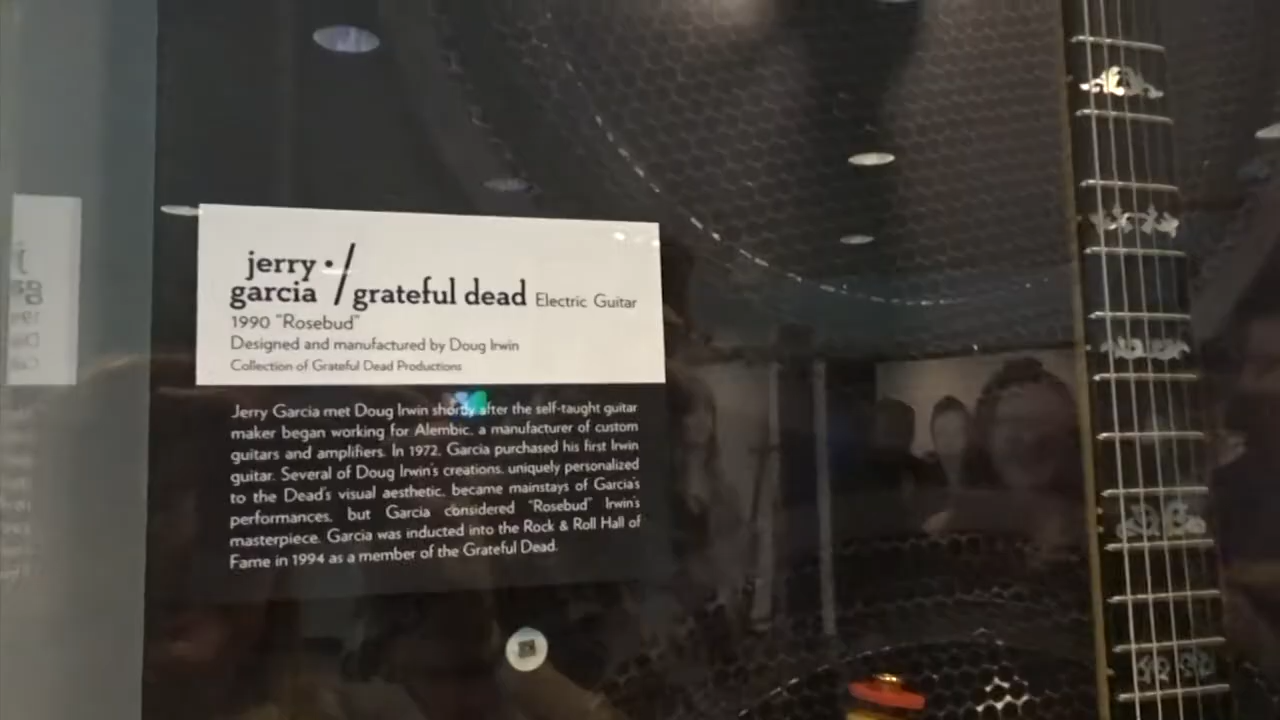 jerry •/
garcia / grateful dead Electric Guitar
1990 "Rosebud"
Designed and manufactured by Doug Irwin
Collection of Grateful Dead Productions
Jerry Garcia met Doug Irwin shortly after the self-taught guitar
maker began working for Alembic, a manufacturer of custom
guitars and amplifiers. In 1972, Garcia purchased his first Irwin
guitar. Several of Doug Irwin's creations, uniquely personalized
to the Dead's visual aesthetic, became mainstays of Garcia's
performances, but Garcia considered "Rosebud" Irwin's
masterpiece. Garcia was inducted into the Rock & Roll Hall of
Fame in 1994 as a member of the Grateful Dead.